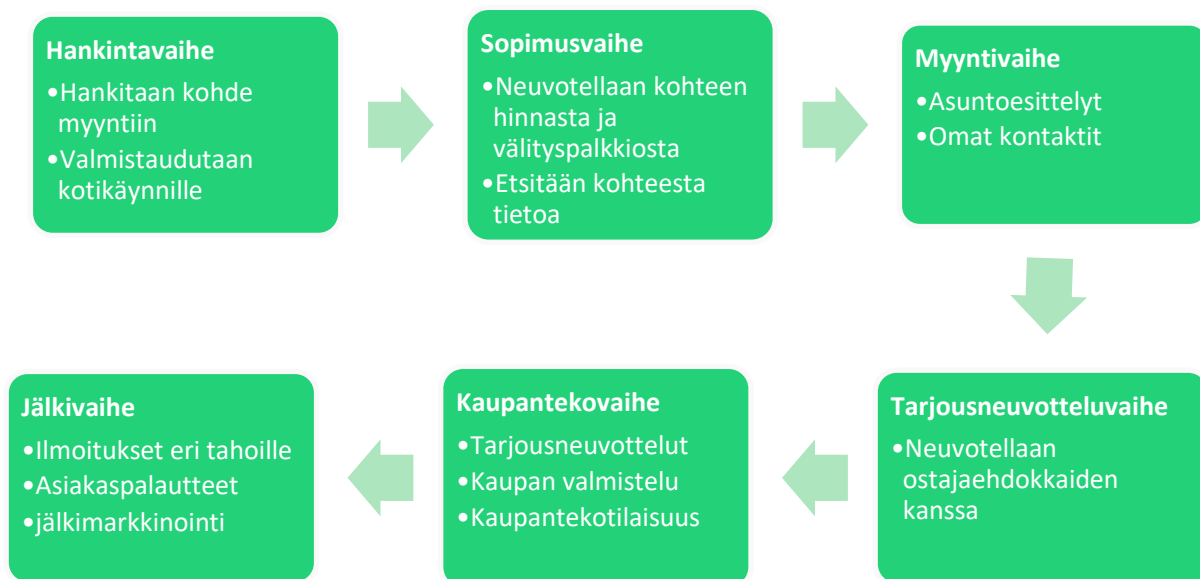 Hankintavaihe
•Hankitaan kohde
myyntiin
•Valmistaudutaan
kotikäynnille
Sopimusvaihe
•Neuvotellaan kohteen
hinnasta ja
välityspalkkiosta
•Etsitään kohteesta
tietoa
Myyntivaihe
•Asuntoesittelyt
•Omat kontaktit
Tarjousneuvotteluvaihe
•Neuvotellaan
ostajaehdokkaiden
kanssa
Kaupantekovaihe
•Tarjousneuvottelut
•Kaupan valmistelu
•Kaupantekotilaisuus
Jälkivaihe
•Ilmoitukset eri tahoille
•Asiakaspalautteet
•jälkimarkkinointi